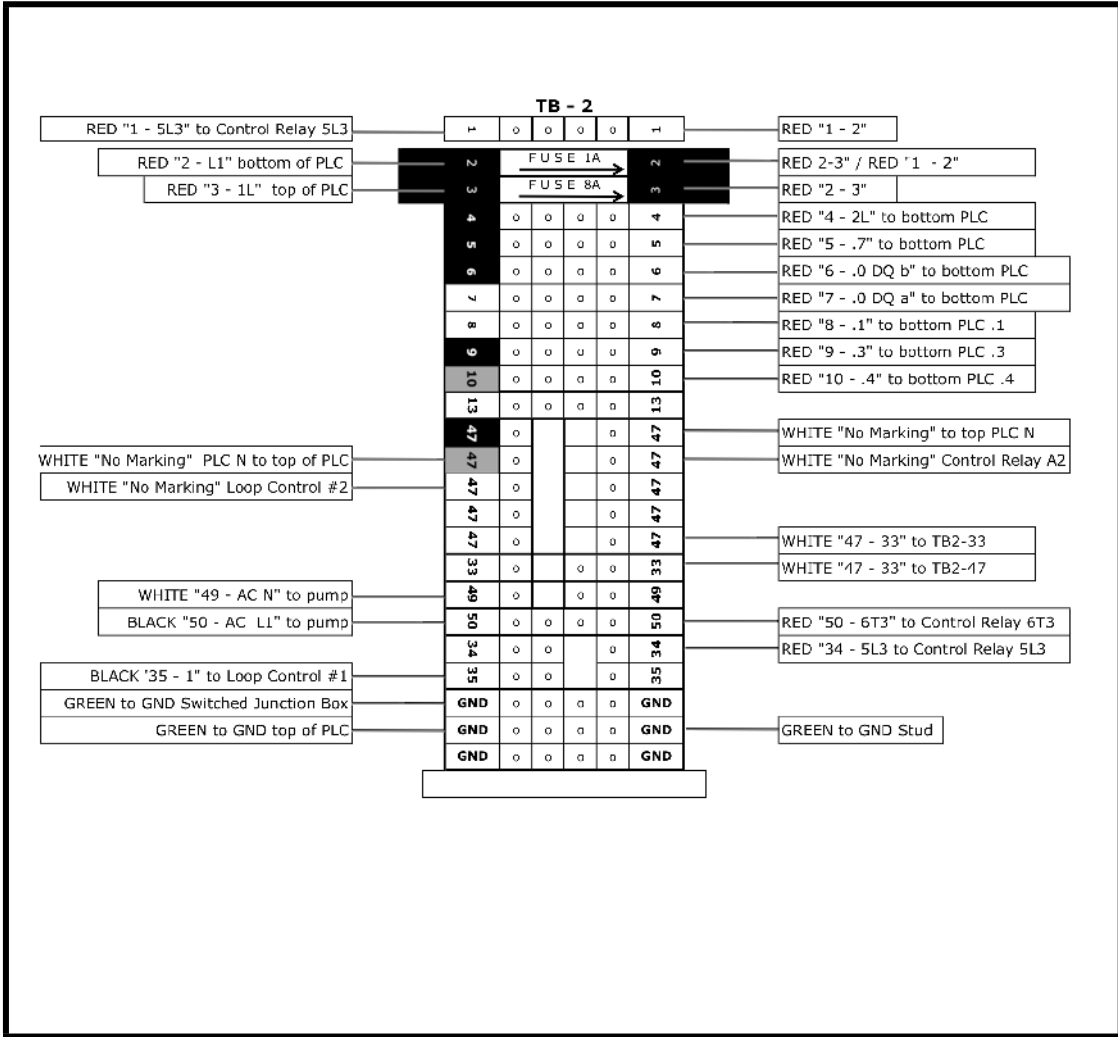 TB - 2
RED "1 - 5L3" to Control Relay 5L3 1 o o o o 1 RED "1 - 2"
RED "2 - L1" bottom of PLC 2 FUSE 1A 2 RED 2-3" / RED "1 - 2"
RED "3 - 1L" top of PLC 3 FUSE 8A 3 RED "2 - 3"
4 o o o o 4 RED "4 - 2L" to bottom PLC
5 o o o o 5 RED "5 - .7" to bottom PLC
6 o o o o 6 RED "6 - .0 DQ b" to bottom PLC
7 o o o o 7 RED "7 - .0 DQ a" to bottom PLC
8 o o o o 8 RED "8 - .1" to bottom PLC .1
9 o o o o 9 RED "9 - .3" to bottom PLC .3
10 o o o o 10 RED "10 - .4" to bottom PLC .4
13 o o o o 13
47 o o 47 WHITE "No Marking" to top PLC N
WHITE "No Marking" PLC N to top of PLC 47 o o 47 WHITE "No Marking" Control Relay A2
WHITE "No Marking" Loop Control #2 47 o o 47
47 o o 47
47 o o 47 WHITE "47 - 33" to TB2-33
33 o o o 33 WHITE "47 - 33" to TB2-47
WHITE "49 - AC N" to pump 49 o o o 49
BLACK "50 - AC L1" to pump 50 o o o o 50 RED "50 - 6T3" to Control Relay 6T3
34 o o o 34 RED "34 - 5L3 to Control Relay 5L3
BLACK '35 - 1" to Loop Control #1 35 o o o 35
GREEN to GND Switched Junction Box GND o o o o GND
GREEN to GND top of PLC GND o o o o GND GREEN to GND Stud
GND o o o o GND